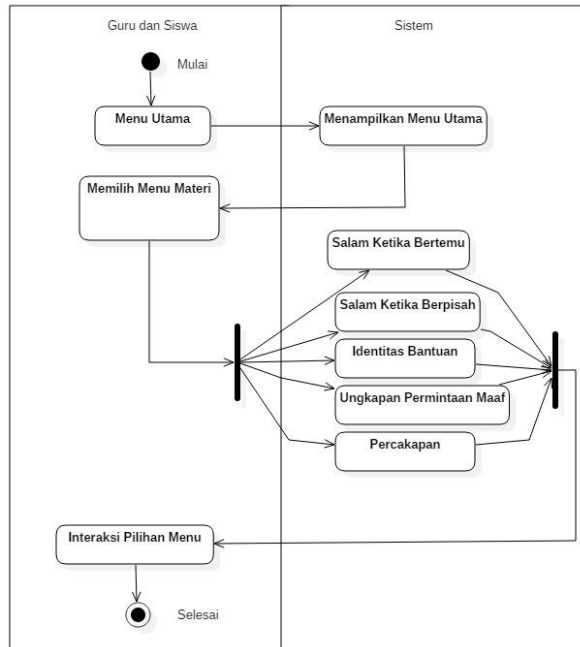 Guru dan Siswa
Sistem
Mulai
Menu Utama
Menampilkan Menu Utama
Memilih Menu Materi
Salam Ketika Bertemu
Salam Ketika Berpisah
Identitas Bantuan
Ungkapan Permintaan Maaf
Percakapan
Interaksi Pilihan Menu
Selesai